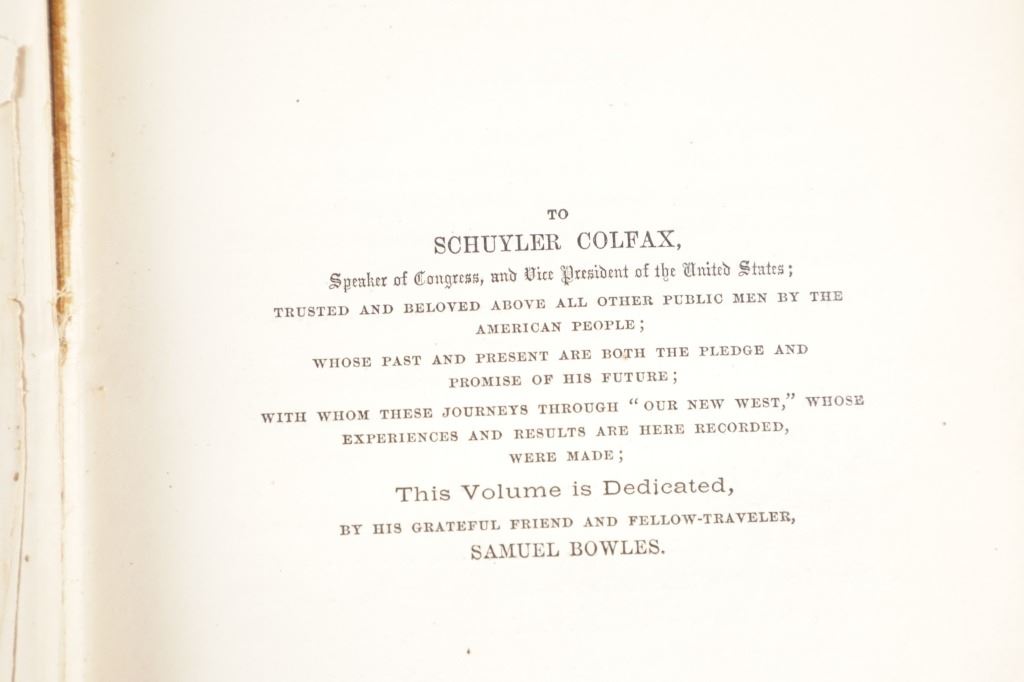 TO
SCHUYLER COLFAX,
Speaker of Congress, and Vice President of the United States;
TRUSTED AND BELOVED ABOVE ALL OTHER PUBLIC MEN BY THE
AMERICAN PEOPLE;
WHOSE PAST AND PRESENT ARE BOTH THE PLEDGE AND
PROMISE OF HIS FUTURE;
WITH WHOM THESE JOURNEYS THROUGH “OUR NEW WEST,” WHOSE
EXPERIENCES AND RESULTS ARE HERE RECORDED,
WERE MADE;
This Volume is Dedicated,
BY HIS GRATEFUL FRIEND AND FELLOW-TRAVELER,
SAMUEL BOWLES.